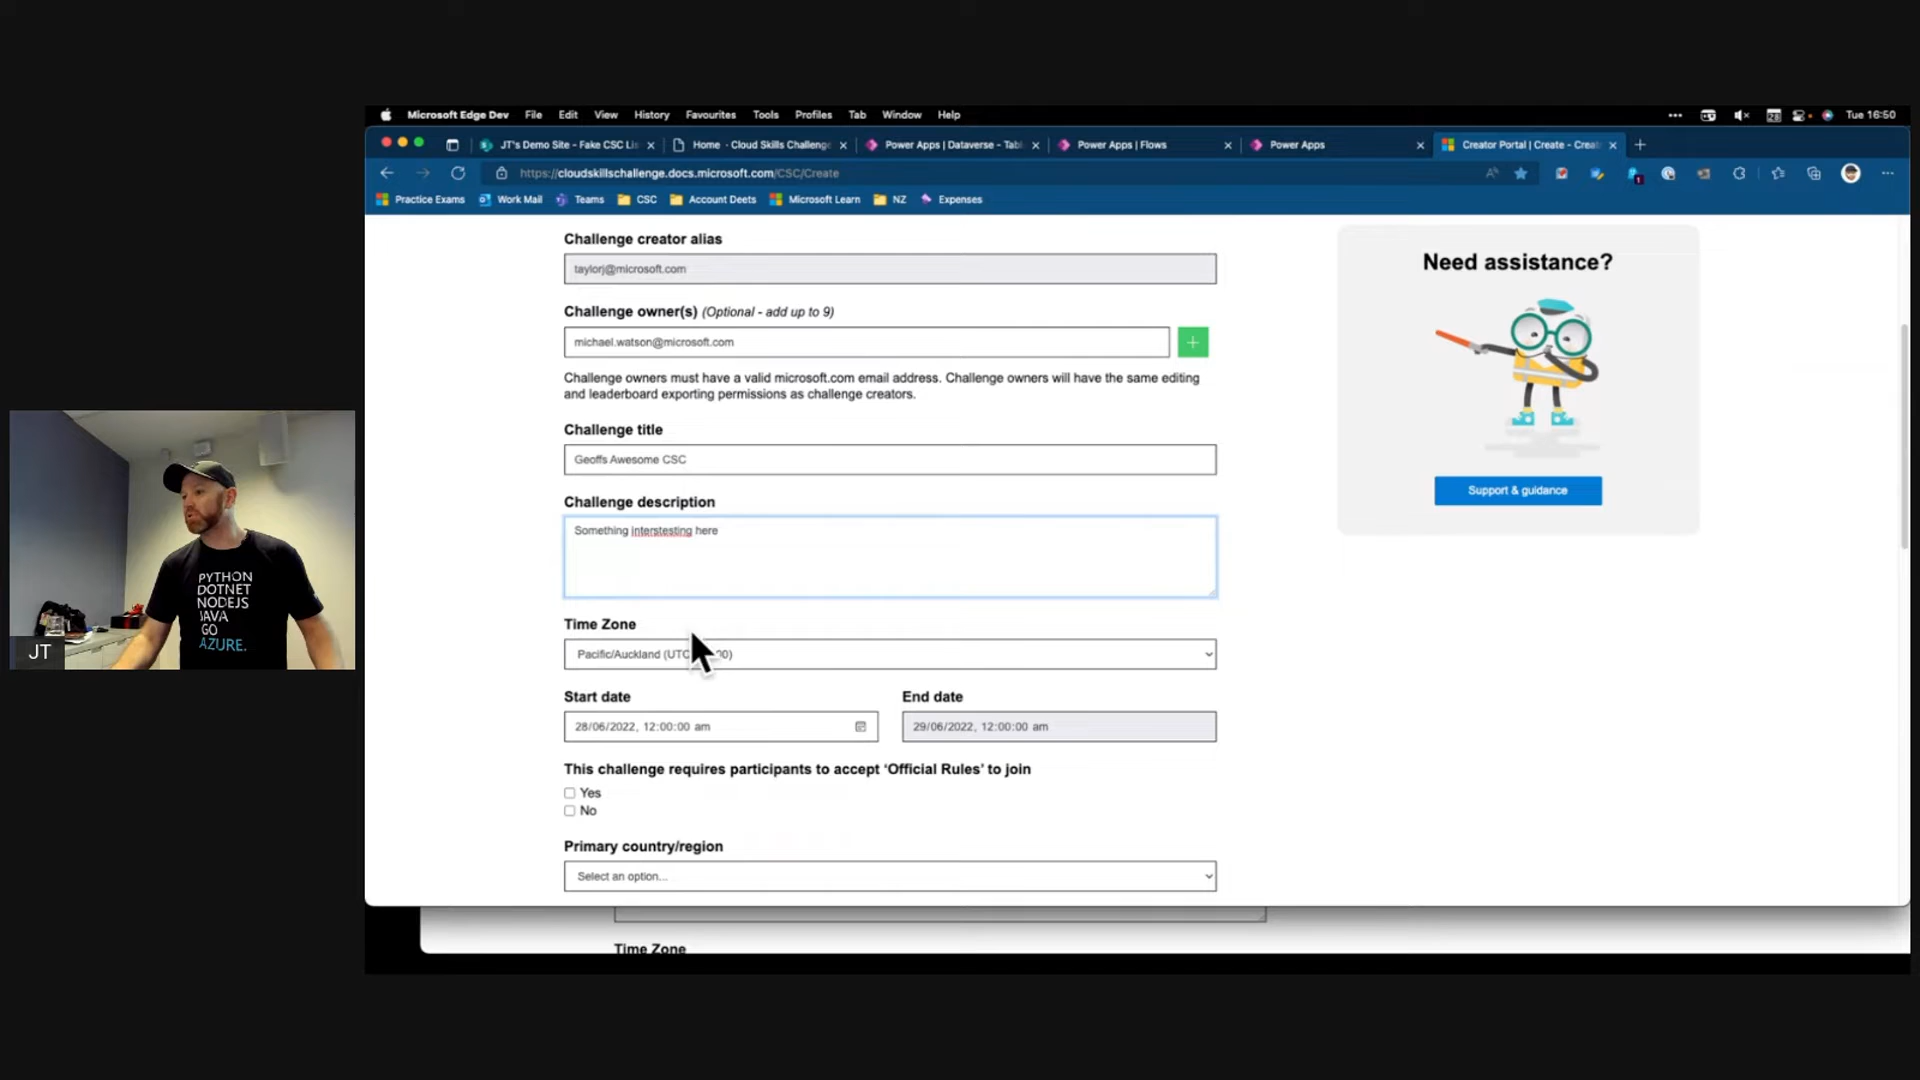 Microsoft Edge Dev File Edit View History Favourites Tools Profiles Tab Window Help
Tue 16:50
JT's Demo Site - Fake CSC Lis
Home - Cloud Skills Challenge
Power Apps | Dataverse - Tabl
Power Apps | Flows
Power Apps
Creator Portal | Create - Creat
https://cloudskillschallenge.docs.microsoft.com/CSC/Create
Practice Exams Work Mail Teams CSC Account Deets Microsoft Learn NZ Expenses
Challenge creator alias
taylorj@microsoft.com
Challenge owner(s) (Optional - add up to 9)
michael.watson@microsoft.com
Challenge owners must have a valid microsoft.com email address. Challenge owners will have the same editing
and leaderboard exporting permissions as challenge creators.
Challenge title
Geoffs Awesome CSC
Challenge description
Something interstesting here
Time Zone
Pacific/Auckland (UTC 00)
Start date End date
28/06/2022, 12:00:00 am 29/06/2022, 12:00:00 am
This challenge requires participants to accept ‘Official Rules’ to join
Yes
No
Primary country/region
Select an option...
Time Zone
Need assistance?
Support & guidance
PYTHON
DOTNET
NODEJS
JAVA
GO
AZURE.
JT